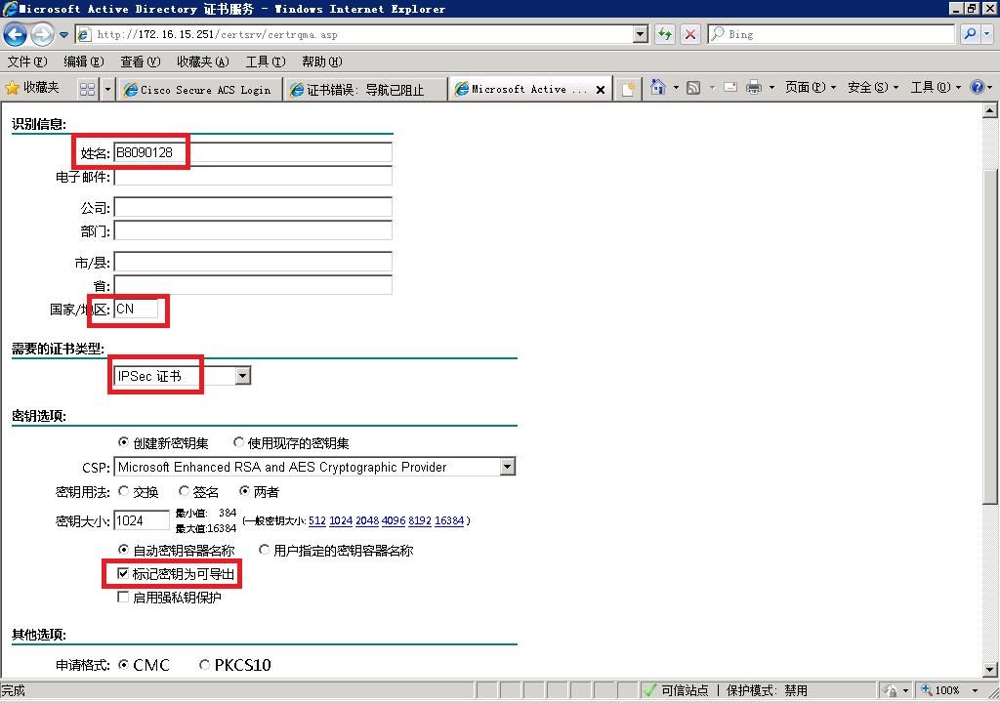 Microsoft Active Directory 证书服务 - Windows Internet Explorer
http://172.16.15.251/certsrv/certrqma.asp
Bing
文件(F) 编辑(E) 查看(V) 收藏夹(A) 工具(T) 帮助(H)
收藏夹 Cisco Secure ACS Login 证书错误: 导航已阻止 Microsoft Active ... 页面(P) 安全(S) 工具(O)
识别信息:
姓名: B8090128
电子邮件:
公司:
部门:
市/县:
省:
国家/地区: CN
需要的证书类型:
IPSec 证书
密钥选项:
创建新密钥集 使用现存的密钥集
CSP: Microsoft Enhanced RSA and AES Cryptographic Provider
密钥用法: 交换 签名 两者
密钥大小: 1024 最小值: 384 最大值:16384 (一般密钥大小: 512 1024 2048 4096 8192 16384 )
自动密钥容器名称 用户指定的密钥容器名称
标记密钥为可导出
启用强私钥保护
其他选项:
申请格式: CMC PKCS10
完成 可信站点 | 保护模式: 禁用 100%